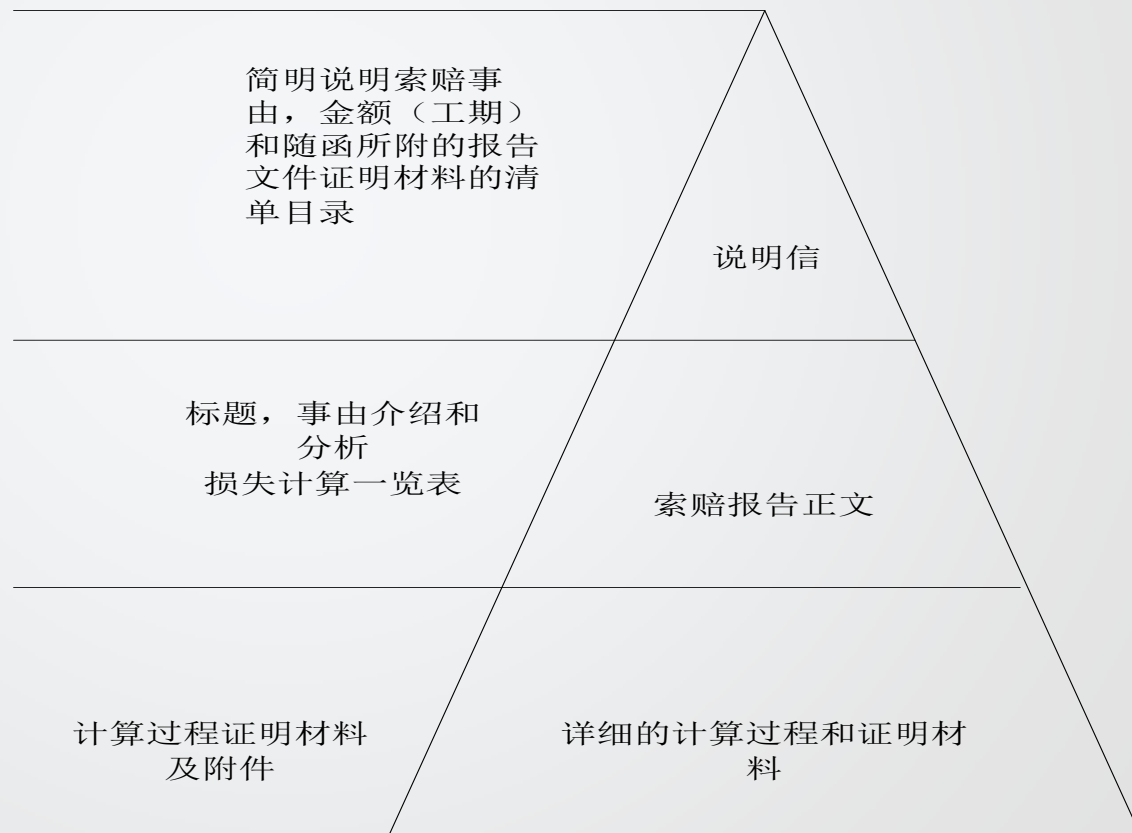 简明说明索赔事
由，金额（工期）
和随函所附的报告
文件证明材料的清
单目录
说明信
标题，事由介绍和
分析
损失计算一览表
索赔报告正文
计算过程证明材料
及附件
详细的计算过程和证明材
料